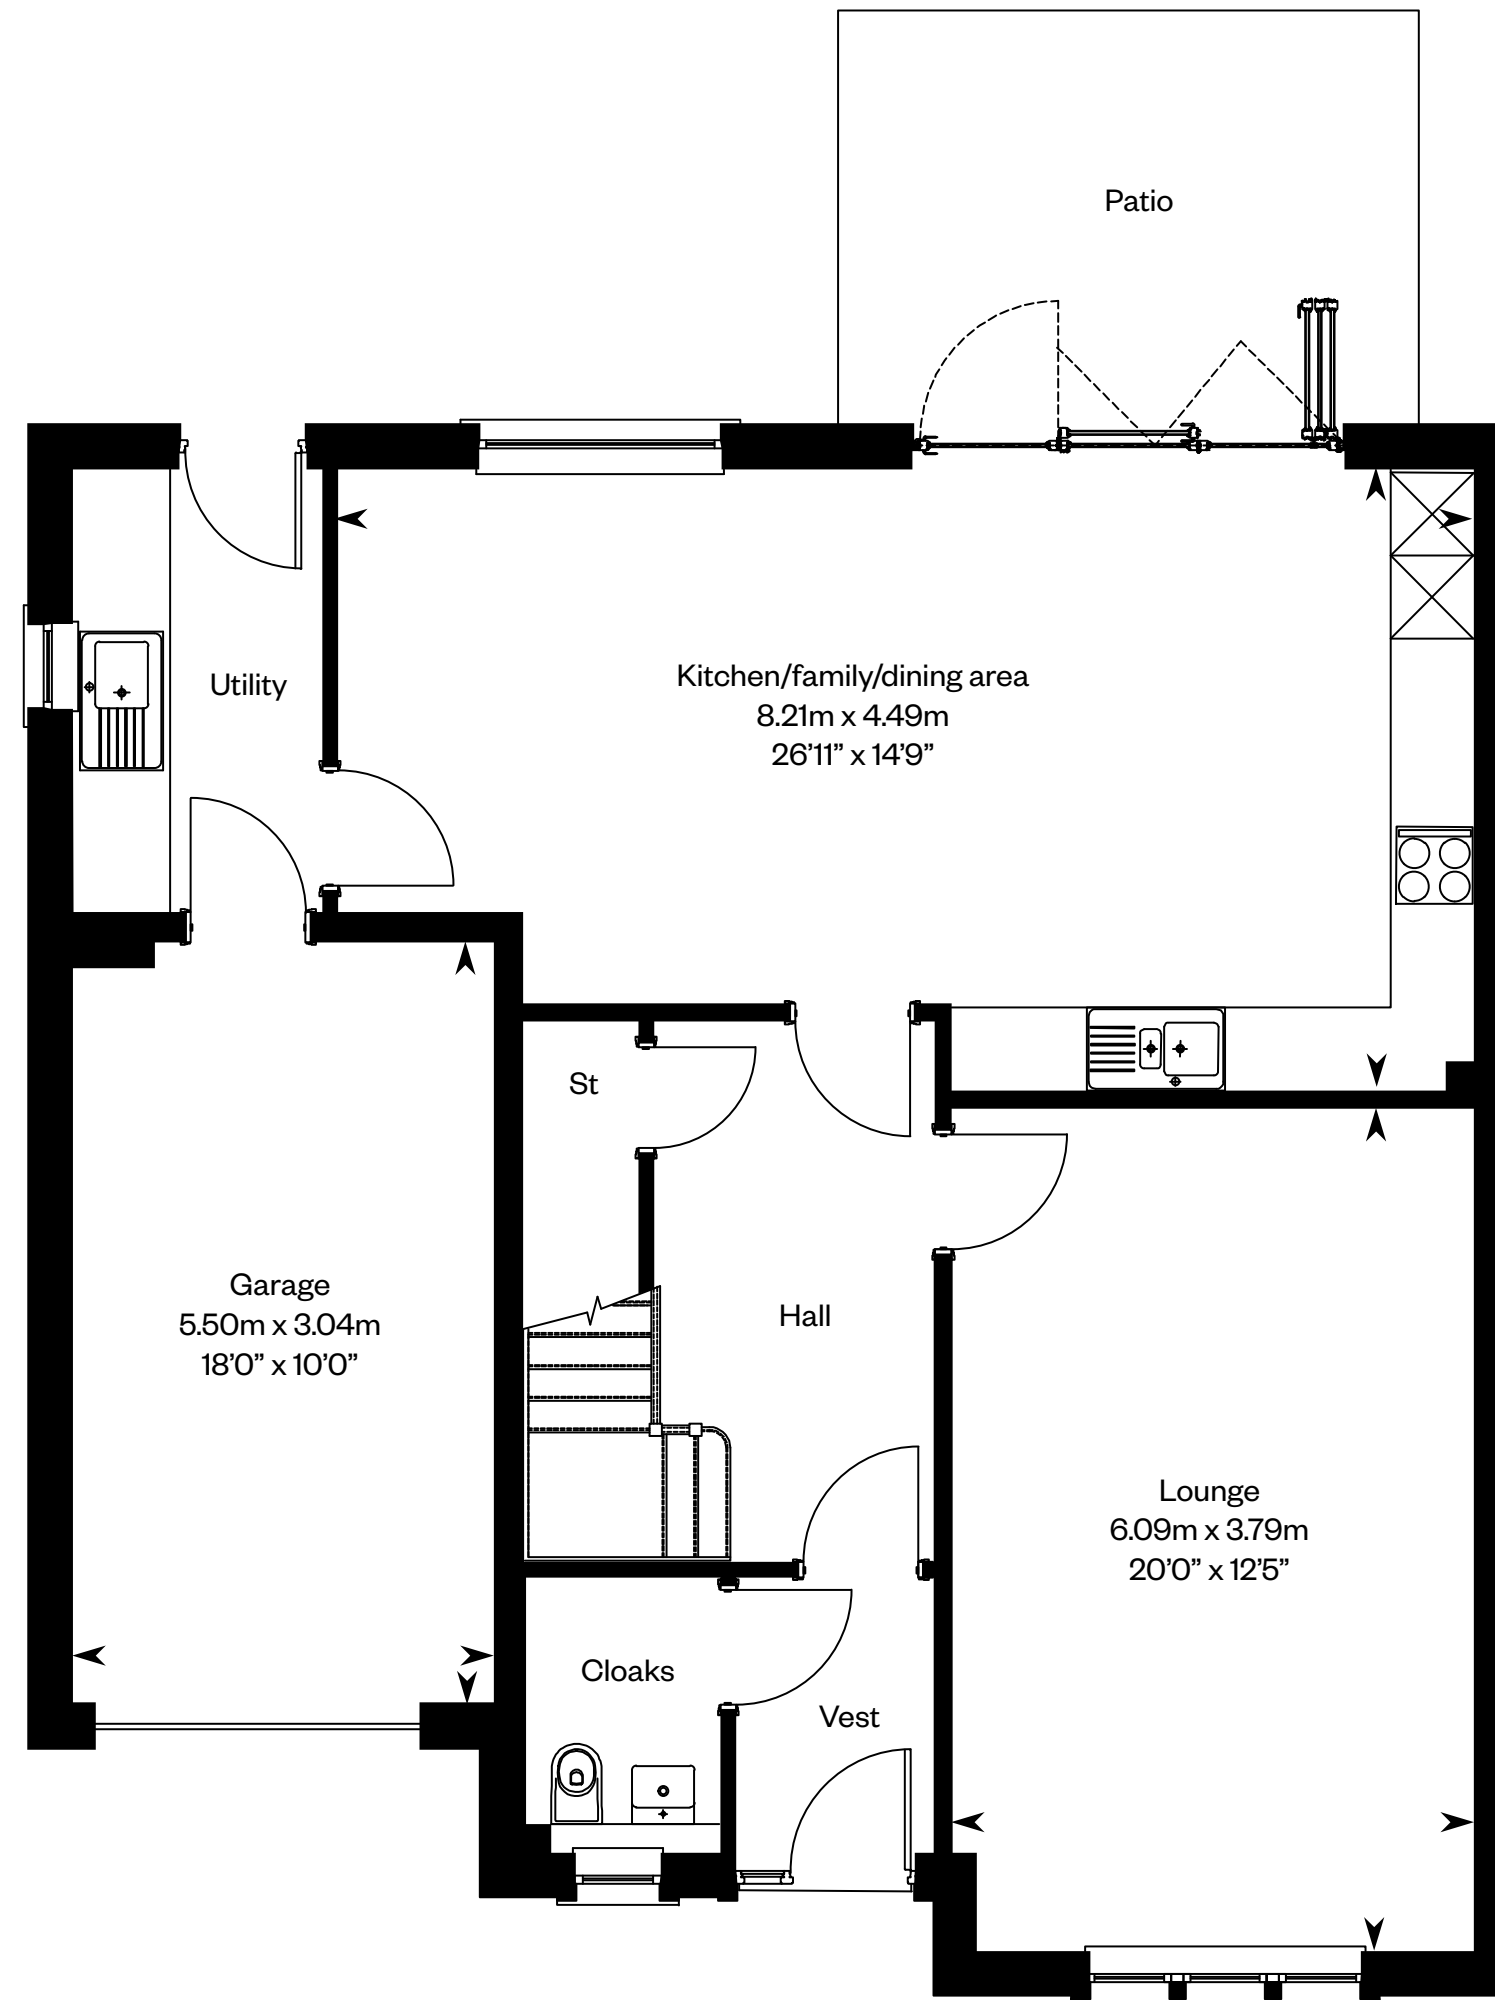 Patio
Utility
Kitchen/family/dining area
8.21m x 4.49m
26’11” x 14’9”
St
Garage
5.50m x 3.04m
18’0” x 10’0”
Hall
Lounge
6.09m x 3.79m
20’0” x 12’5”
Cloaks
Vest